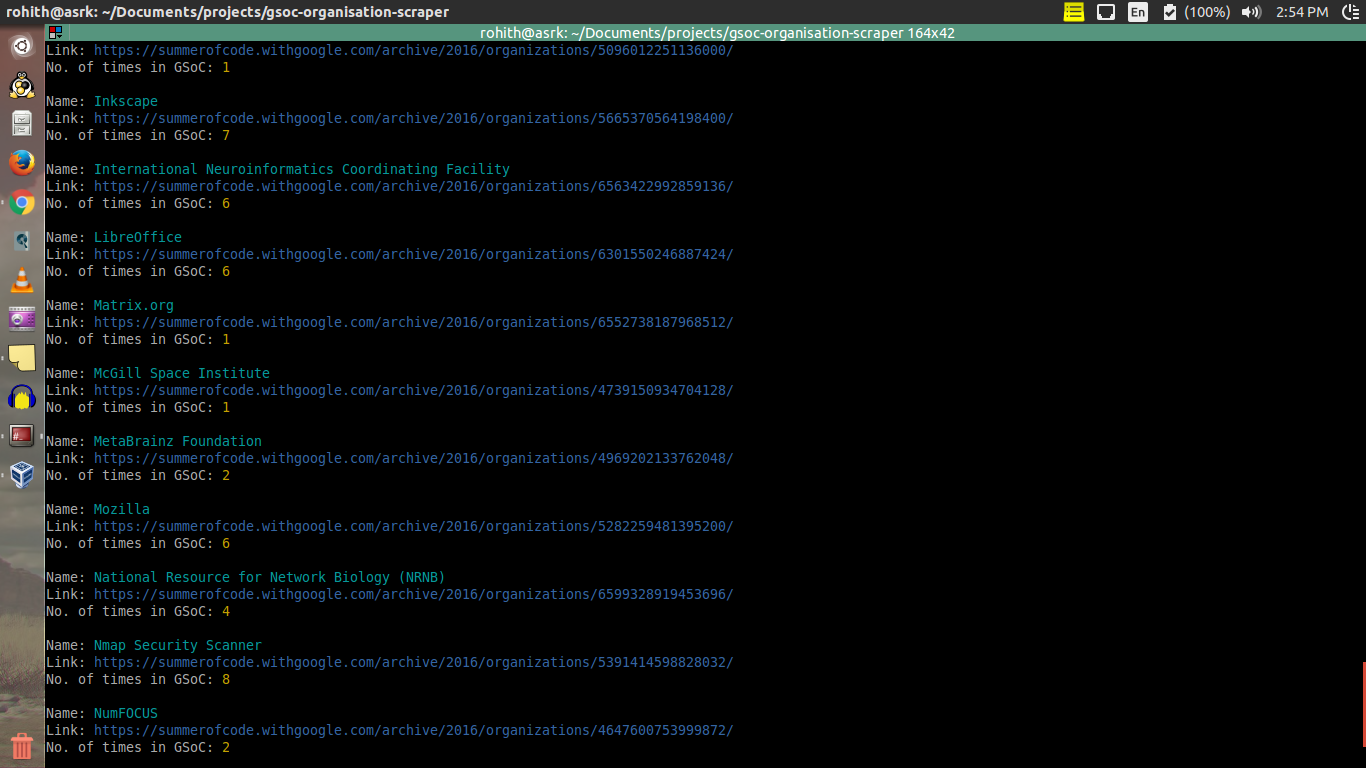 rohith@asrk: ~/Documents/projects/gsoc-organisation-scraper
En
(100%)
2:54 PM
rohith@asrk: ~/Documents/projects/gsoc-organisation-scraper 164x42
Link: https://summerofcode.withgoogle.com/archive/2016/organizations/5096012251136000/
No. of times in GSoC: 1
Name: Inkscape
Link: https://summerofcode.withgoogle.com/archive/2016/organizations/5665370564198400/
No. of times in GSoC: 7
Name: International Neuroinformatics Coordinating Facility
Link: https://summerofcode.withgoogle.com/archive/2016/organizations/6563422992859136/
No. of times in GSoC: 6
Name: LibreOffice
Link: https://summerofcode.withgoogle.com/archive/2016/organizations/6301550246887424/
No. of times in GSoC: 6
Name: Matrix.org
Link: https://summerofcode.withgoogle.com/archive/2016/organizations/6552738187968512/
No. of times in GSoC: 1
Name: McGill Space Institute
Link: https://summerofcode.withgoogle.com/archive/2016/organizations/4739150934704128/
No. of times in GSoC: 1
Name: MetaBrainz Foundation
Link: https://summerofcode.withgoogle.com/archive/2016/organizations/4969202133762048/
No. of times in GSoC: 2
Name: Mozilla
Link: https://summerofcode.withgoogle.com/archive/2016/organizations/5282259481395200/
No. of times in GSoC: 6
Name: National Resource for Network Biology (NRNB)
Link: https://summerofcode.withgoogle.com/archive/2016/organizations/6599328919453696/
No. of times in GSoC: 4
Name: Nmap Security Scanner
Link: https://summerofcode.withgoogle.com/archive/2016/organizations/5391414598828032/
No. of times in GSoC: 8
Name: NumFOCUS
Link: https://summerofcode.withgoogle.com/archive/2016/organizations/4647600753999872/
No. of times in GSoC: 2